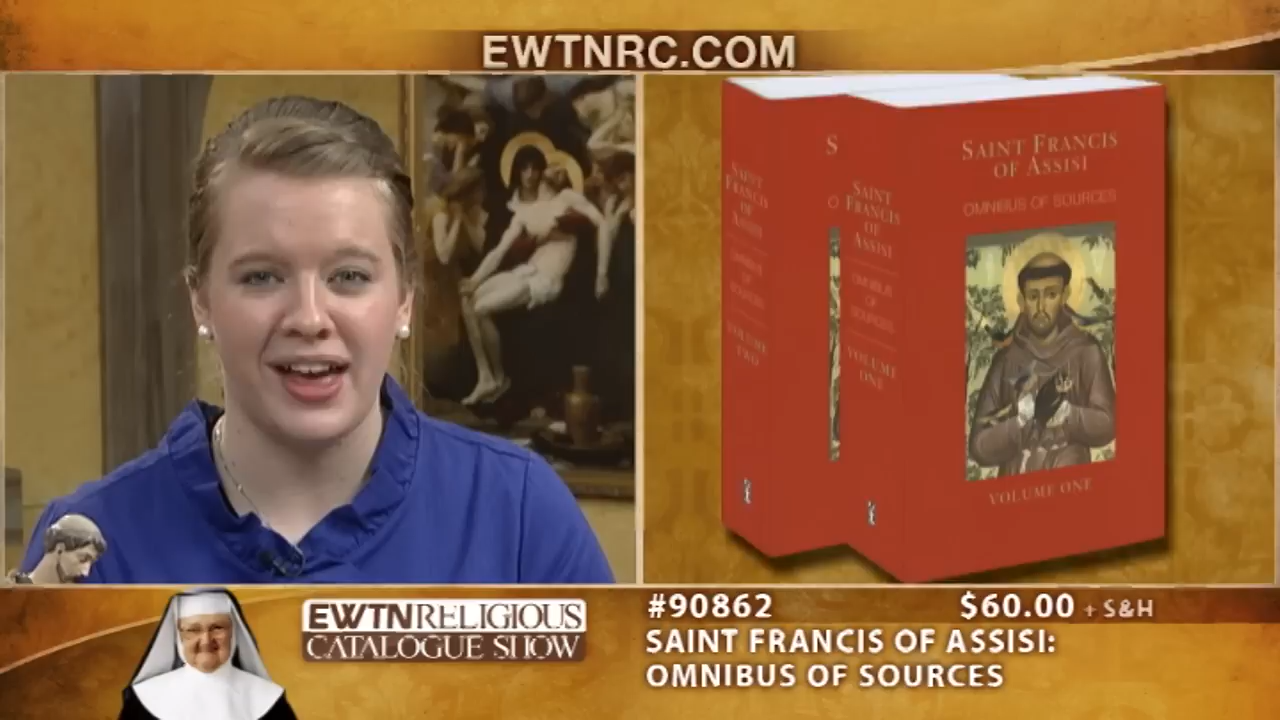 EWTNRC.COM
SAINT
FRANCIS
OF
ASSISI
OMNIBUS
OF
SOURCES
VOLUME
TWO
S
O
SAINT
FRANCIS
OF
ASSISI
OMNIBUS
OF
SOURCES
VOLUME
ONE
SAINT FRANCIS
OF ASSISI
OMNIBUS OF SOURCES
VOLUME ONE
EWTNRELIGIOUS
CATALOGUE SHOW
#90862 $60.00 + S&H
SAINT FRANCIS OF ASSISI:
OMNIBUS OF SOURCES